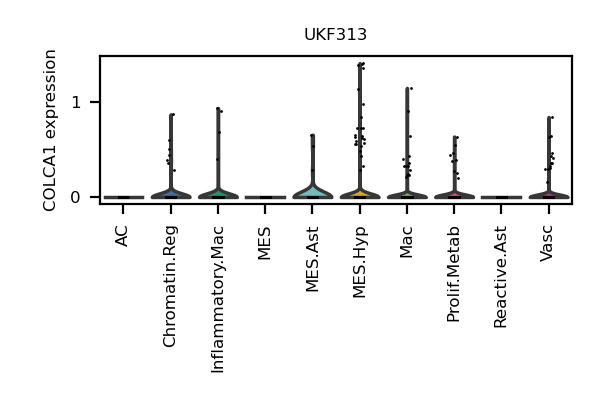 UKF313
COLCA1 expression
1
0
AC
Chromatin.Reg
Inflammatory.Mac
MES
MES.Ast
MES.Hyp
Mac
Prolif.Metab
Reactive.Ast
Vasc